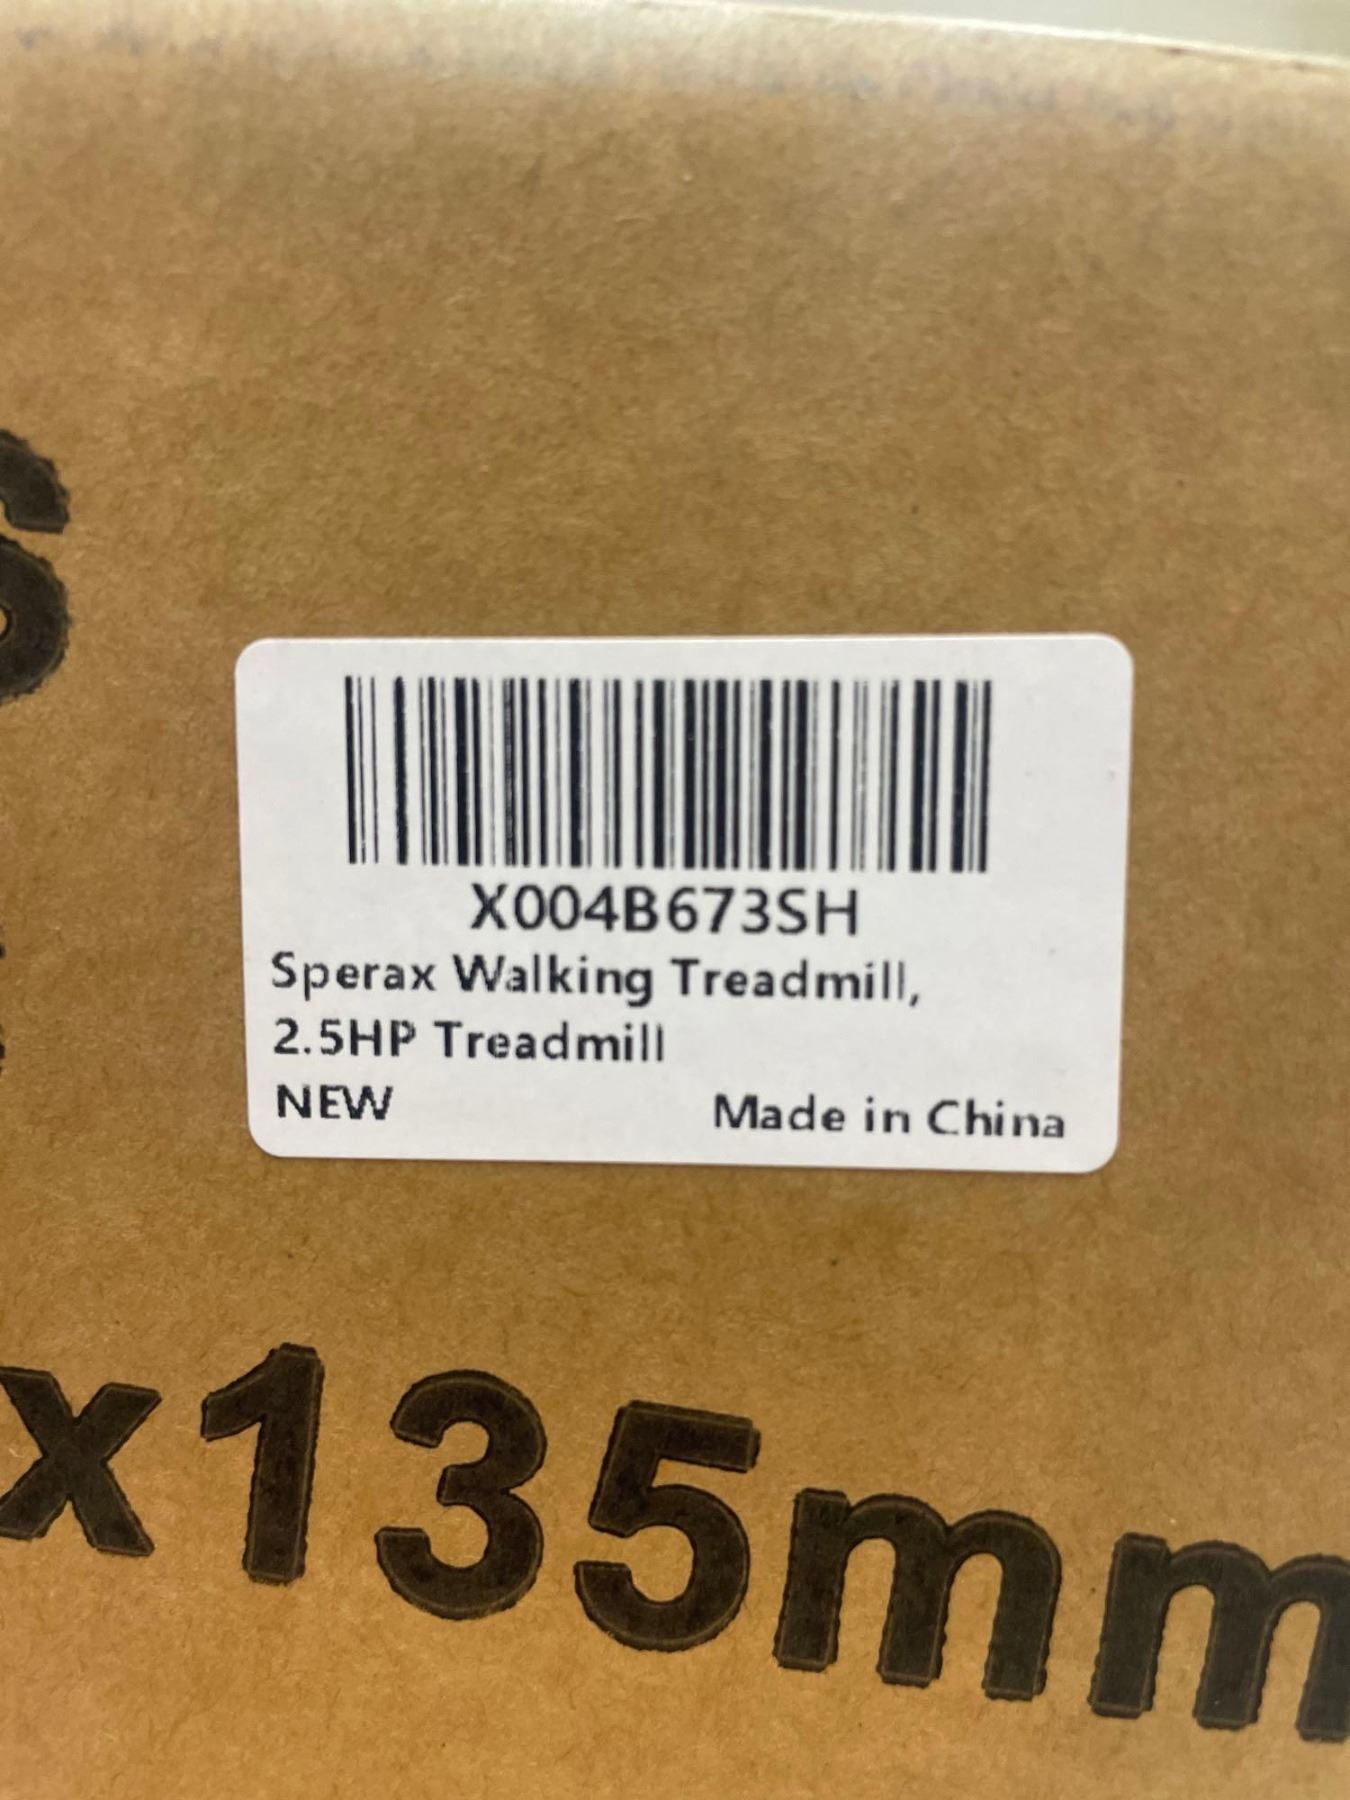 X004B673SH
Sperax Walking Treadmill,
2.5HP Treadmill
NEW Made in China
x135mm